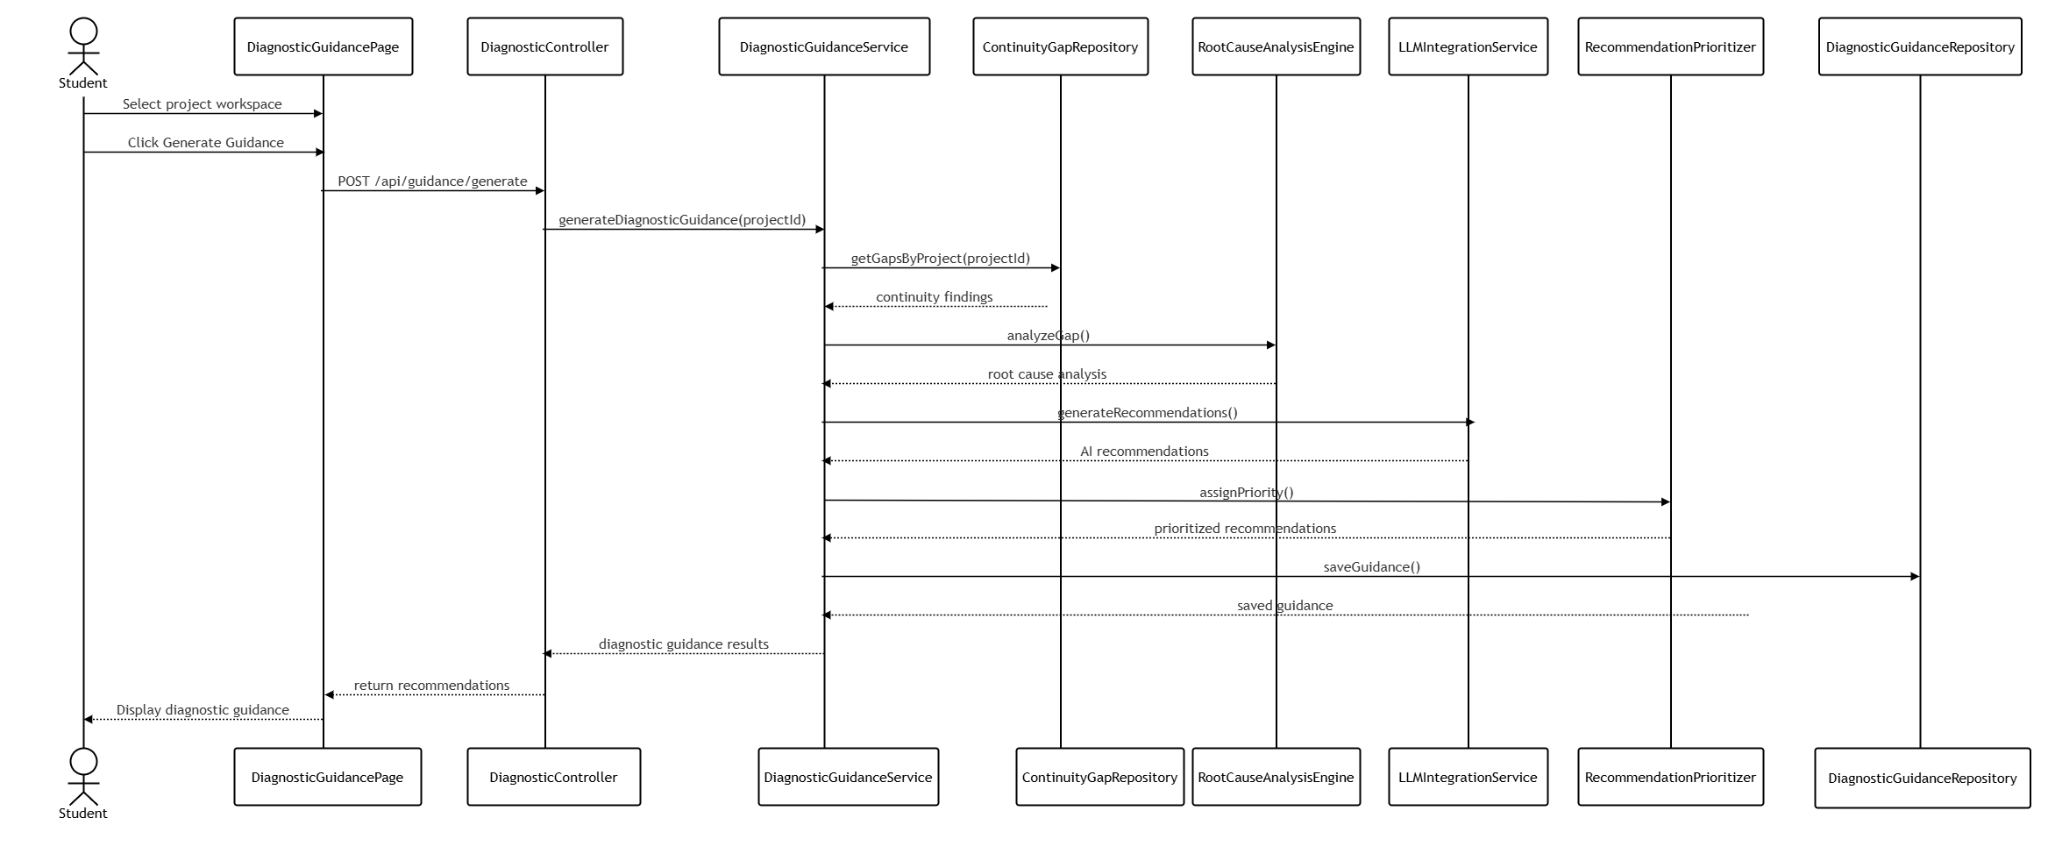 Student
DiagnosticGuidancePage
DiagnosticController
DiagnosticGuidanceService
ContinuityGapRepository
RootCauseAnalysisEngine
LLMIntegrationService
RecommendationPrioritizer
DiagnosticGuidanceRepository
Select project workspace
Click Generate Guidance
POST /api/guidance/generate
generateDiagnosticGuidance(projectId)
getGapsByProject(projectId)
continuity findings
analyzeGap()
root cause analysis
generateRecommendations()
AI recommendations
assignPriority()
prioritized recommendations
saveGuidance()
saved guidance
diagnostic guidance results
return recommendations
Display diagnostic guidance
Student
DiagnosticGuidancePage
DiagnosticController
DiagnosticGuidanceService
ContinuityGapRepository
RootCauseAnalysisEngine
LLMIntegrationService
RecommendationPrioritizer
DiagnosticGuidanceRepository